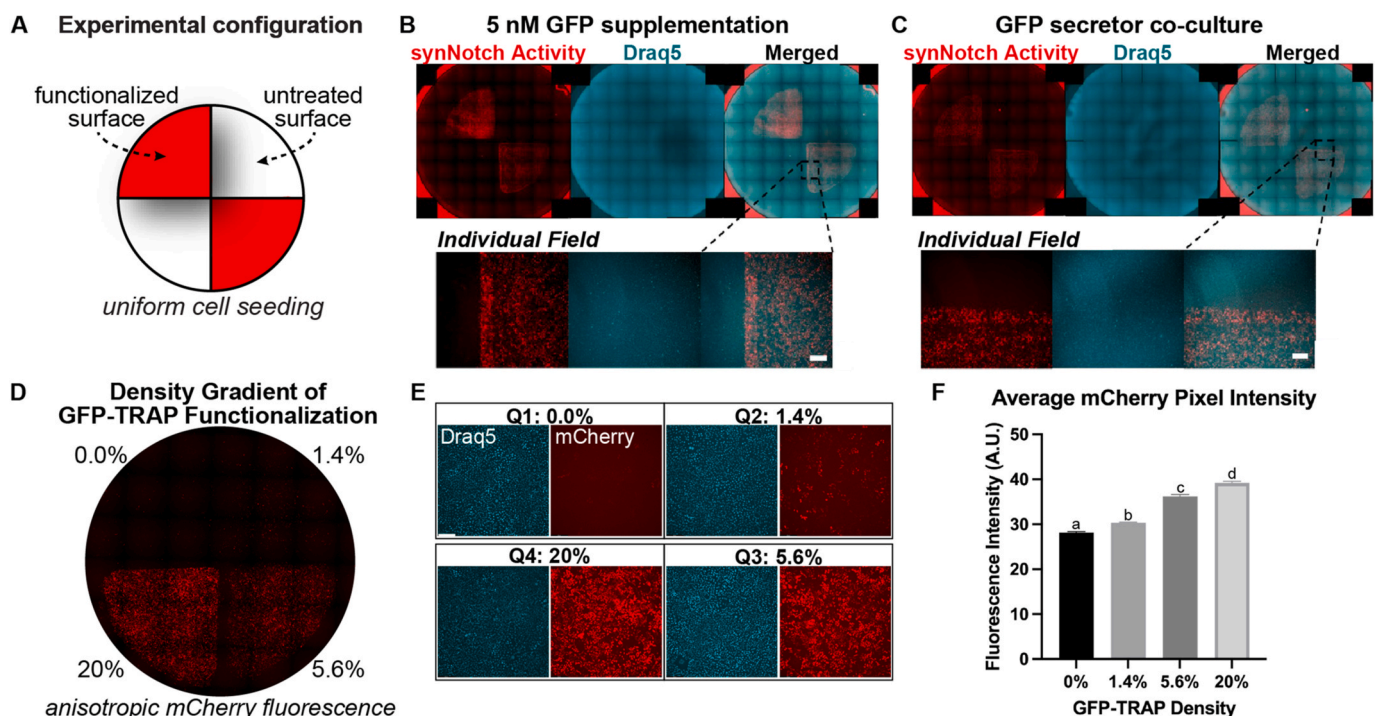 A Experimental configuration
functionalized surface
untreated surface
uniform cell seeding
B 5 nM GFP supplementation
synNotch Activity Draq5 Merged
Individual Field
C GFP secretor co-culture
synNotch Activity Draq5 Merged
Individual Field
D Density Gradient of
GFP-TRAP Functionalization
0.0% 1.4%
20% 5.6%
anisotropic mCherry fluorescence
E
Q1: 0.0% Q2: 1.4%
Draq5 mCherry
Q4: 20% Q3: 5.6%
F Average mCherry Pixel Intensity
Fluorescence Intensity (A.U.)
50
40
30
20
10
0
a b c d
0% 1.4% 5.6% 20%
GFP-TRAP Density